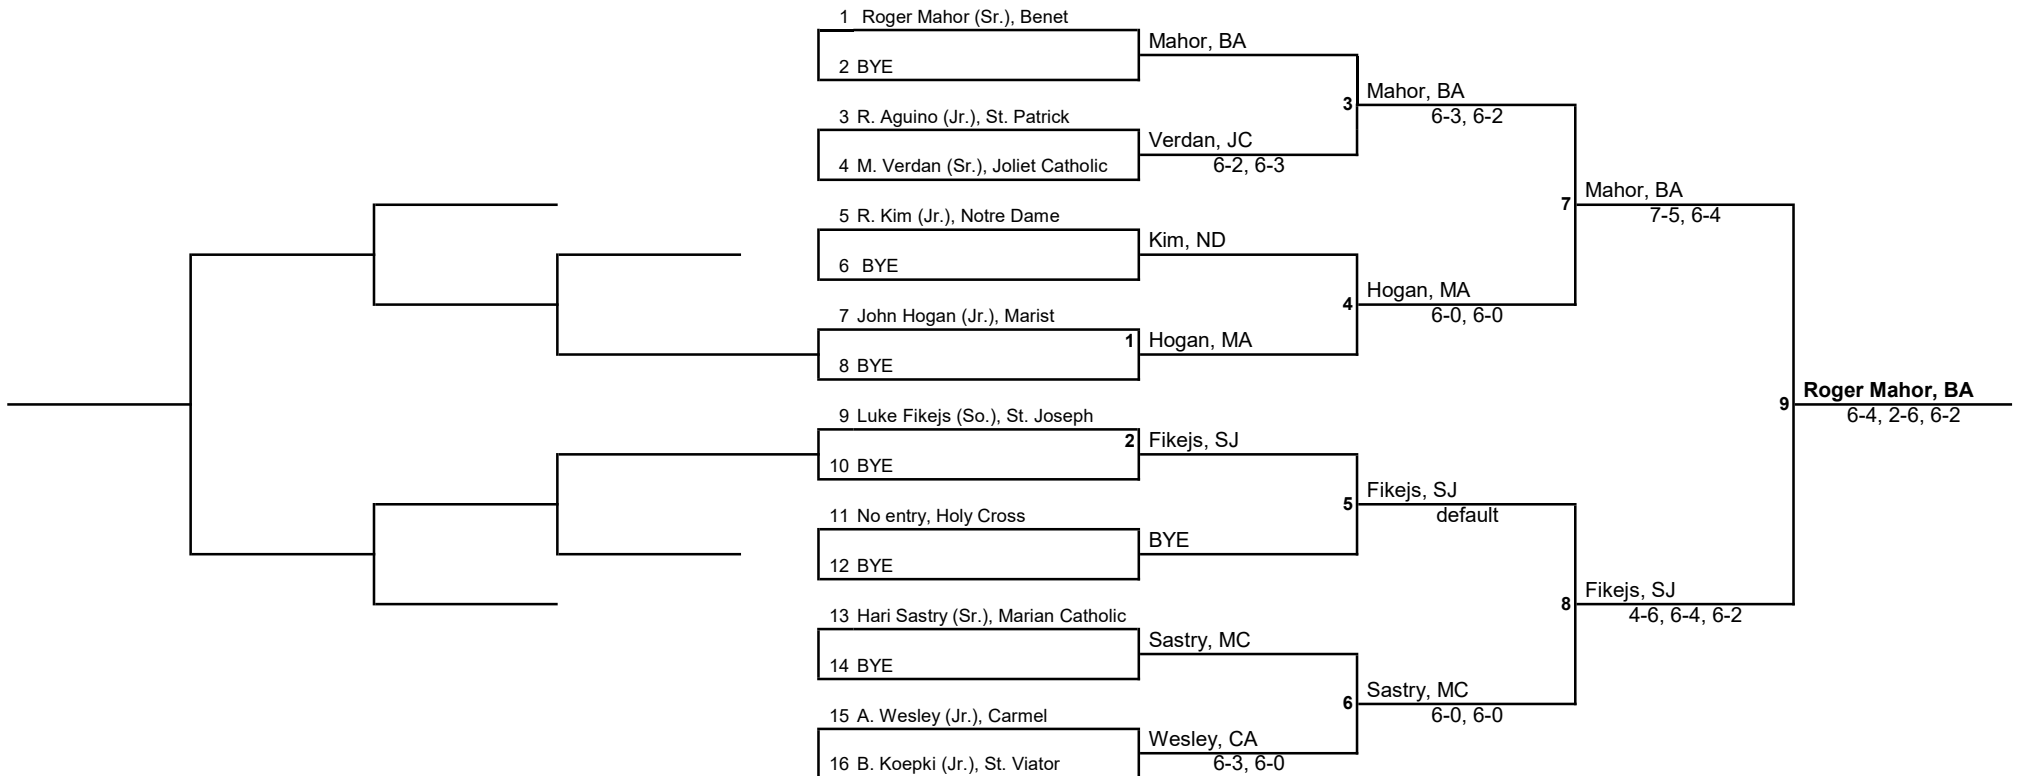 1 Roger Mahor (Sr.), Benet
Mahor, BA
2 BYE
Mahor, BA
3
6-3, 6-2
3 R. Aguino (Jr.), St. Patrick
Verdan, JC
4 M. Verdan (Sr.), Joliet Catholic
6-2, 6-3
Mahor, BA
7
7-5, 6-4
5 R. Kim (Jr.), Notre Dame
Kim, ND
6 BYE
Hogan, MA
4
6-0, 6-0
7 John Hogan (Jr.), Marist
1
Hogan, MA
8 BYE
Roger Mahor, BA
9
6-4, 2-6, 6-2
9 Luke Fikejs (So.), St. Joseph
2
Fikejs, SJ
10 BYE
Fikejs, SJ
5
default
11 No entry, Holy Cross
BYE
12 BYE
Fikejs, SJ
8
4-6, 6-4, 6-2
13 Hari Sastry (Sr.), Marian Catholic
Sastry, MC
14 BYE
Sastry, MC
6
6-0, 6-0
15 A. Wesley (Jr.), Carmel
Wesley, CA
16 B. Koepki (Jr.), St. Viator
6-3, 6-0